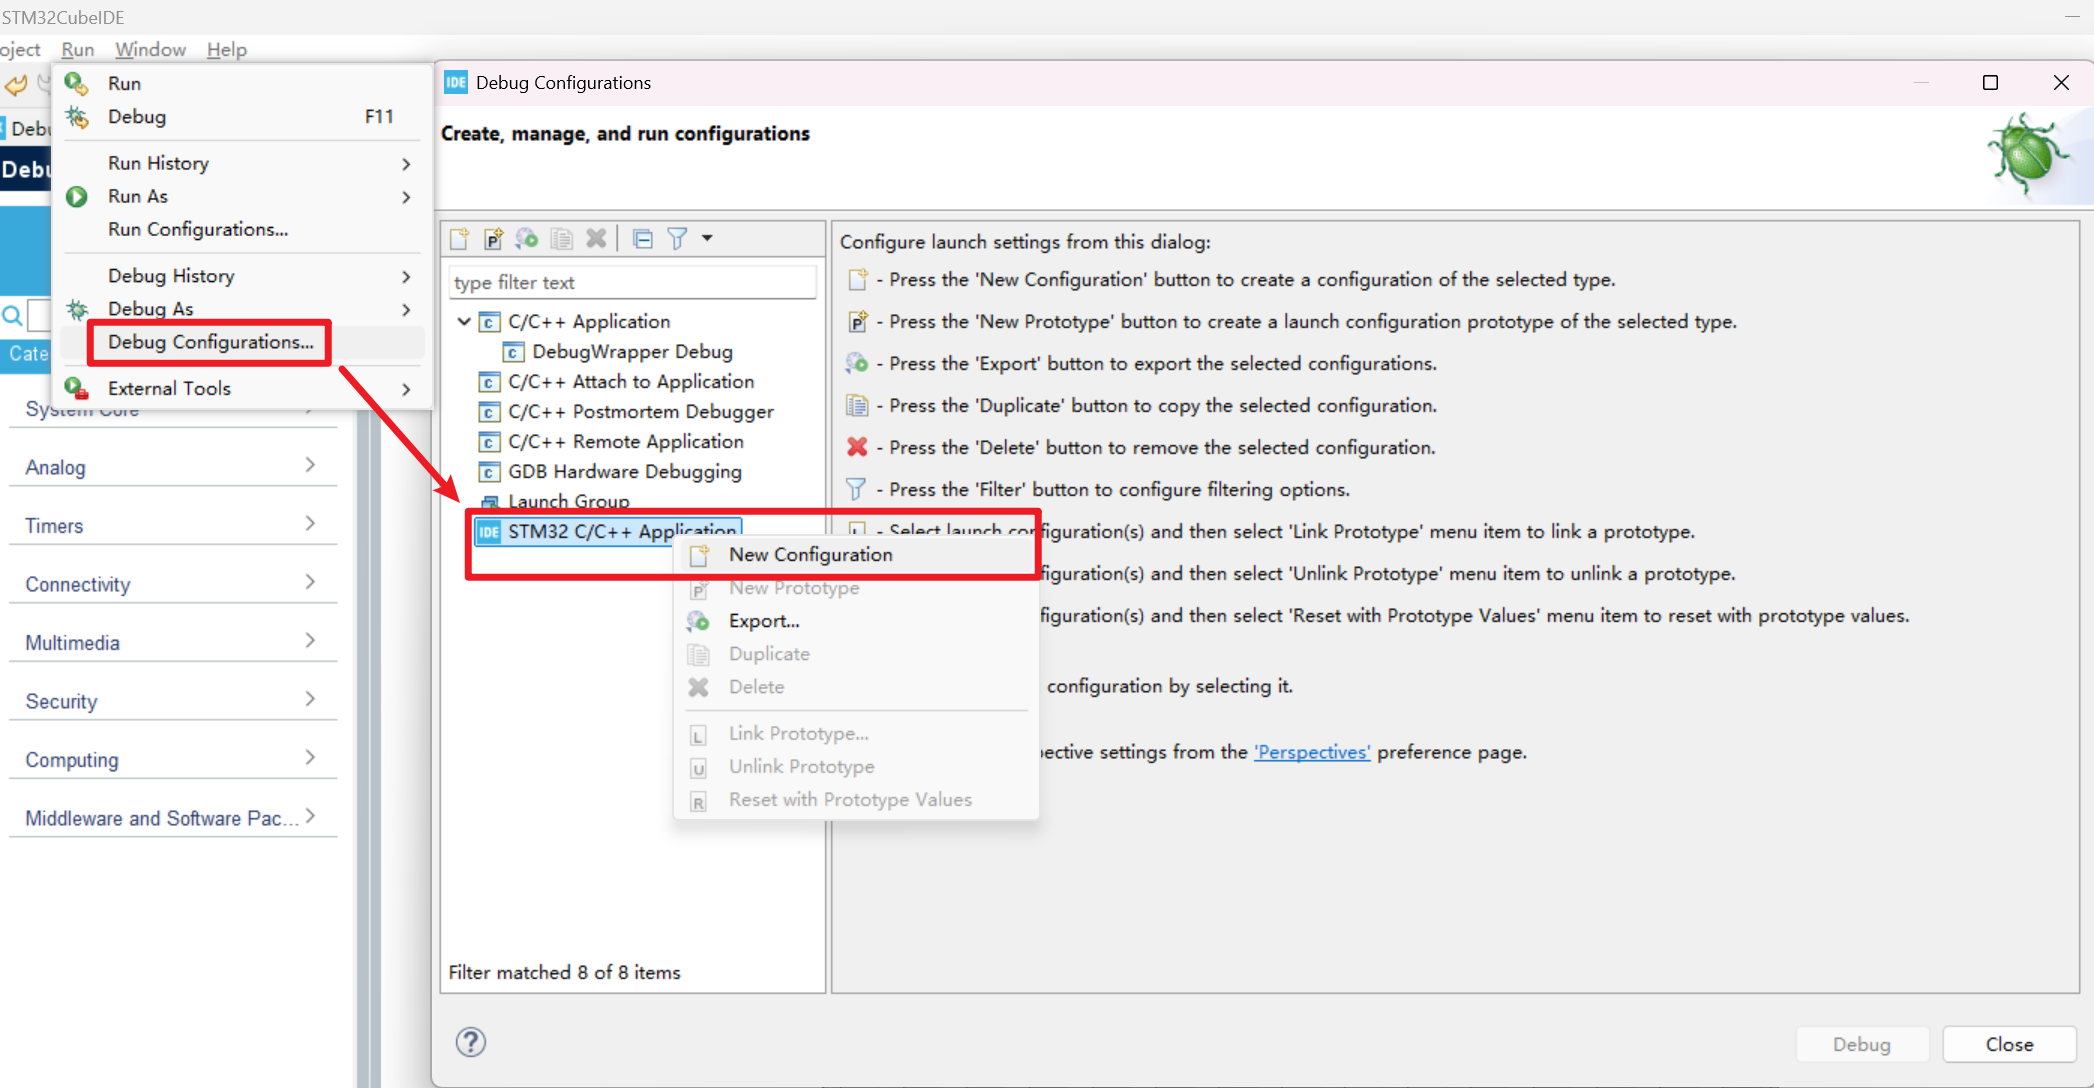 STM32CubeIDE
oject Run Window Help
Run
Debug F11
Run History
Run As
Run Configurations...
Debug History
Debug As
Debug Configurations...
External Tools
Debu
Debu
Cate
System Core
Analog
Timers
Connectivity
Multimedia
Security
Computing
Middleware and Software Pac...
IDE Debug Configurations
Create, manage, and run configurations
type filter text
C/C++ Application
DebugWrapper Debug
C/C++ Attach to Application
C/C++ Postmortem Debugger
C/C++ Remote Application
GDB Hardware Debugging
Launch Group
IDE STM32 C/C++ Application
New Configuration
New Prototype
Export...
Duplicate
Delete
Link Prototype...
Unlink Prototype
Reset with Prototype Values
Filter matched 8 of 8 items
Configure launch settings from this dialog:
- Press the 'New Configuration' button to create a configuration of the selected type.
- Press the 'New Prototype' button to create a launch configuration prototype of the selected type.
- Press the 'Export' button to export the selected configurations.
- Press the 'Duplicate' button to copy the selected configuration.
- Press the 'Delete' button to remove the selected configuration.
- Press the 'Filter' button to configure filtering options.
- Select launch configuration(s) and then select 'Link Prototype' menu item to link a prototype.
figuration(s) and then select 'Unlink Prototype' menu item to unlink a prototype.
figuration(s) and then select 'Reset with Prototype Values' menu item to reset with prototype values.
configuration by selecting it.
pective settings from the 'Perspectives' preference page.
Debug
Close